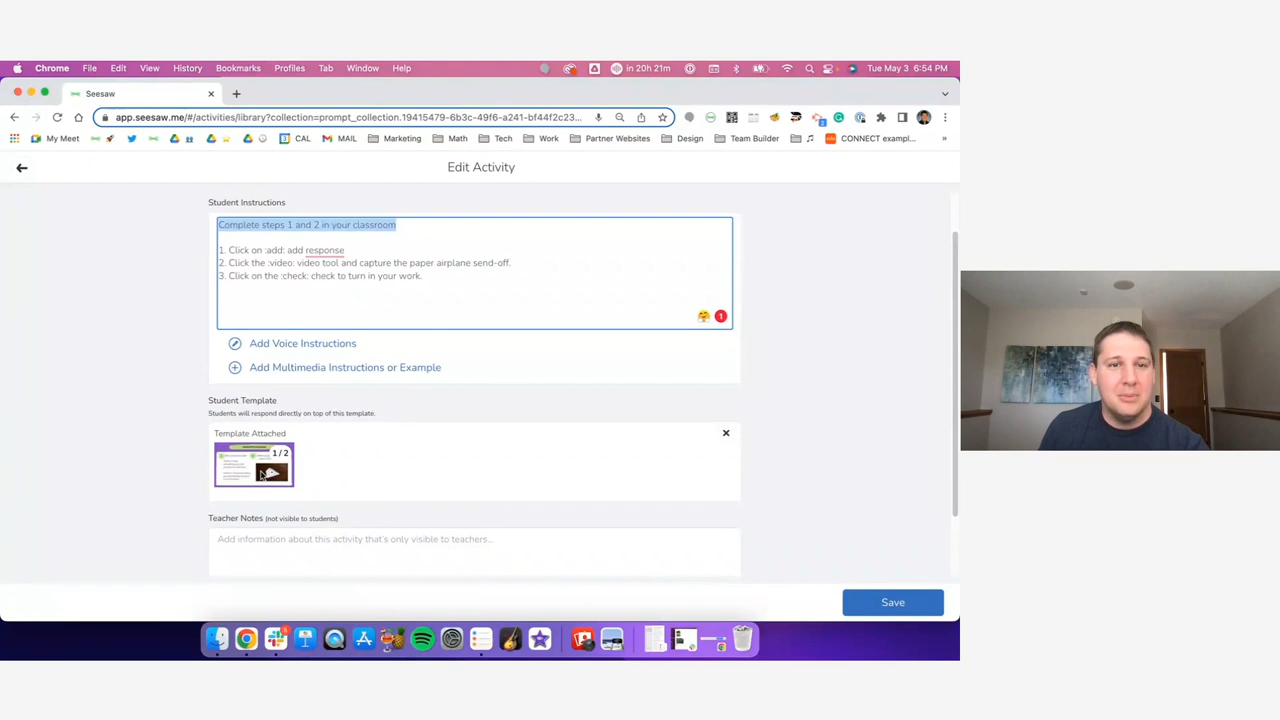 Chrome File Edit View History Bookmarks Profiles Tab Window Help in 20h 21m Tue May 3 6:54 PM
Seesaw
app.seesaw.me/#/activities/library?collection=prompt_collection.19415479-6b3c-49f6-a241-bf44f2c23...
My Meet CAL MAIL Marketing Math Tech Work Partner Websites Design Team Builder CONNECT exampl... »
Edit Activity
Student Instructions
Complete steps 1 and 2 in your classroom
1. Click on :add: add response
2. Click the :video: video tool and capture the paper airplane send-off.
3. Click on the :check: check to turn in your work.
1
Add Voice Instructions
Add Multimedia Instructions or Example
Student Template
Students will respond directly on top of this template.
Template Attached
1 / 2
Teacher Notes (not visible to students)
Add information about this activity that's only visible to teachers...
Save